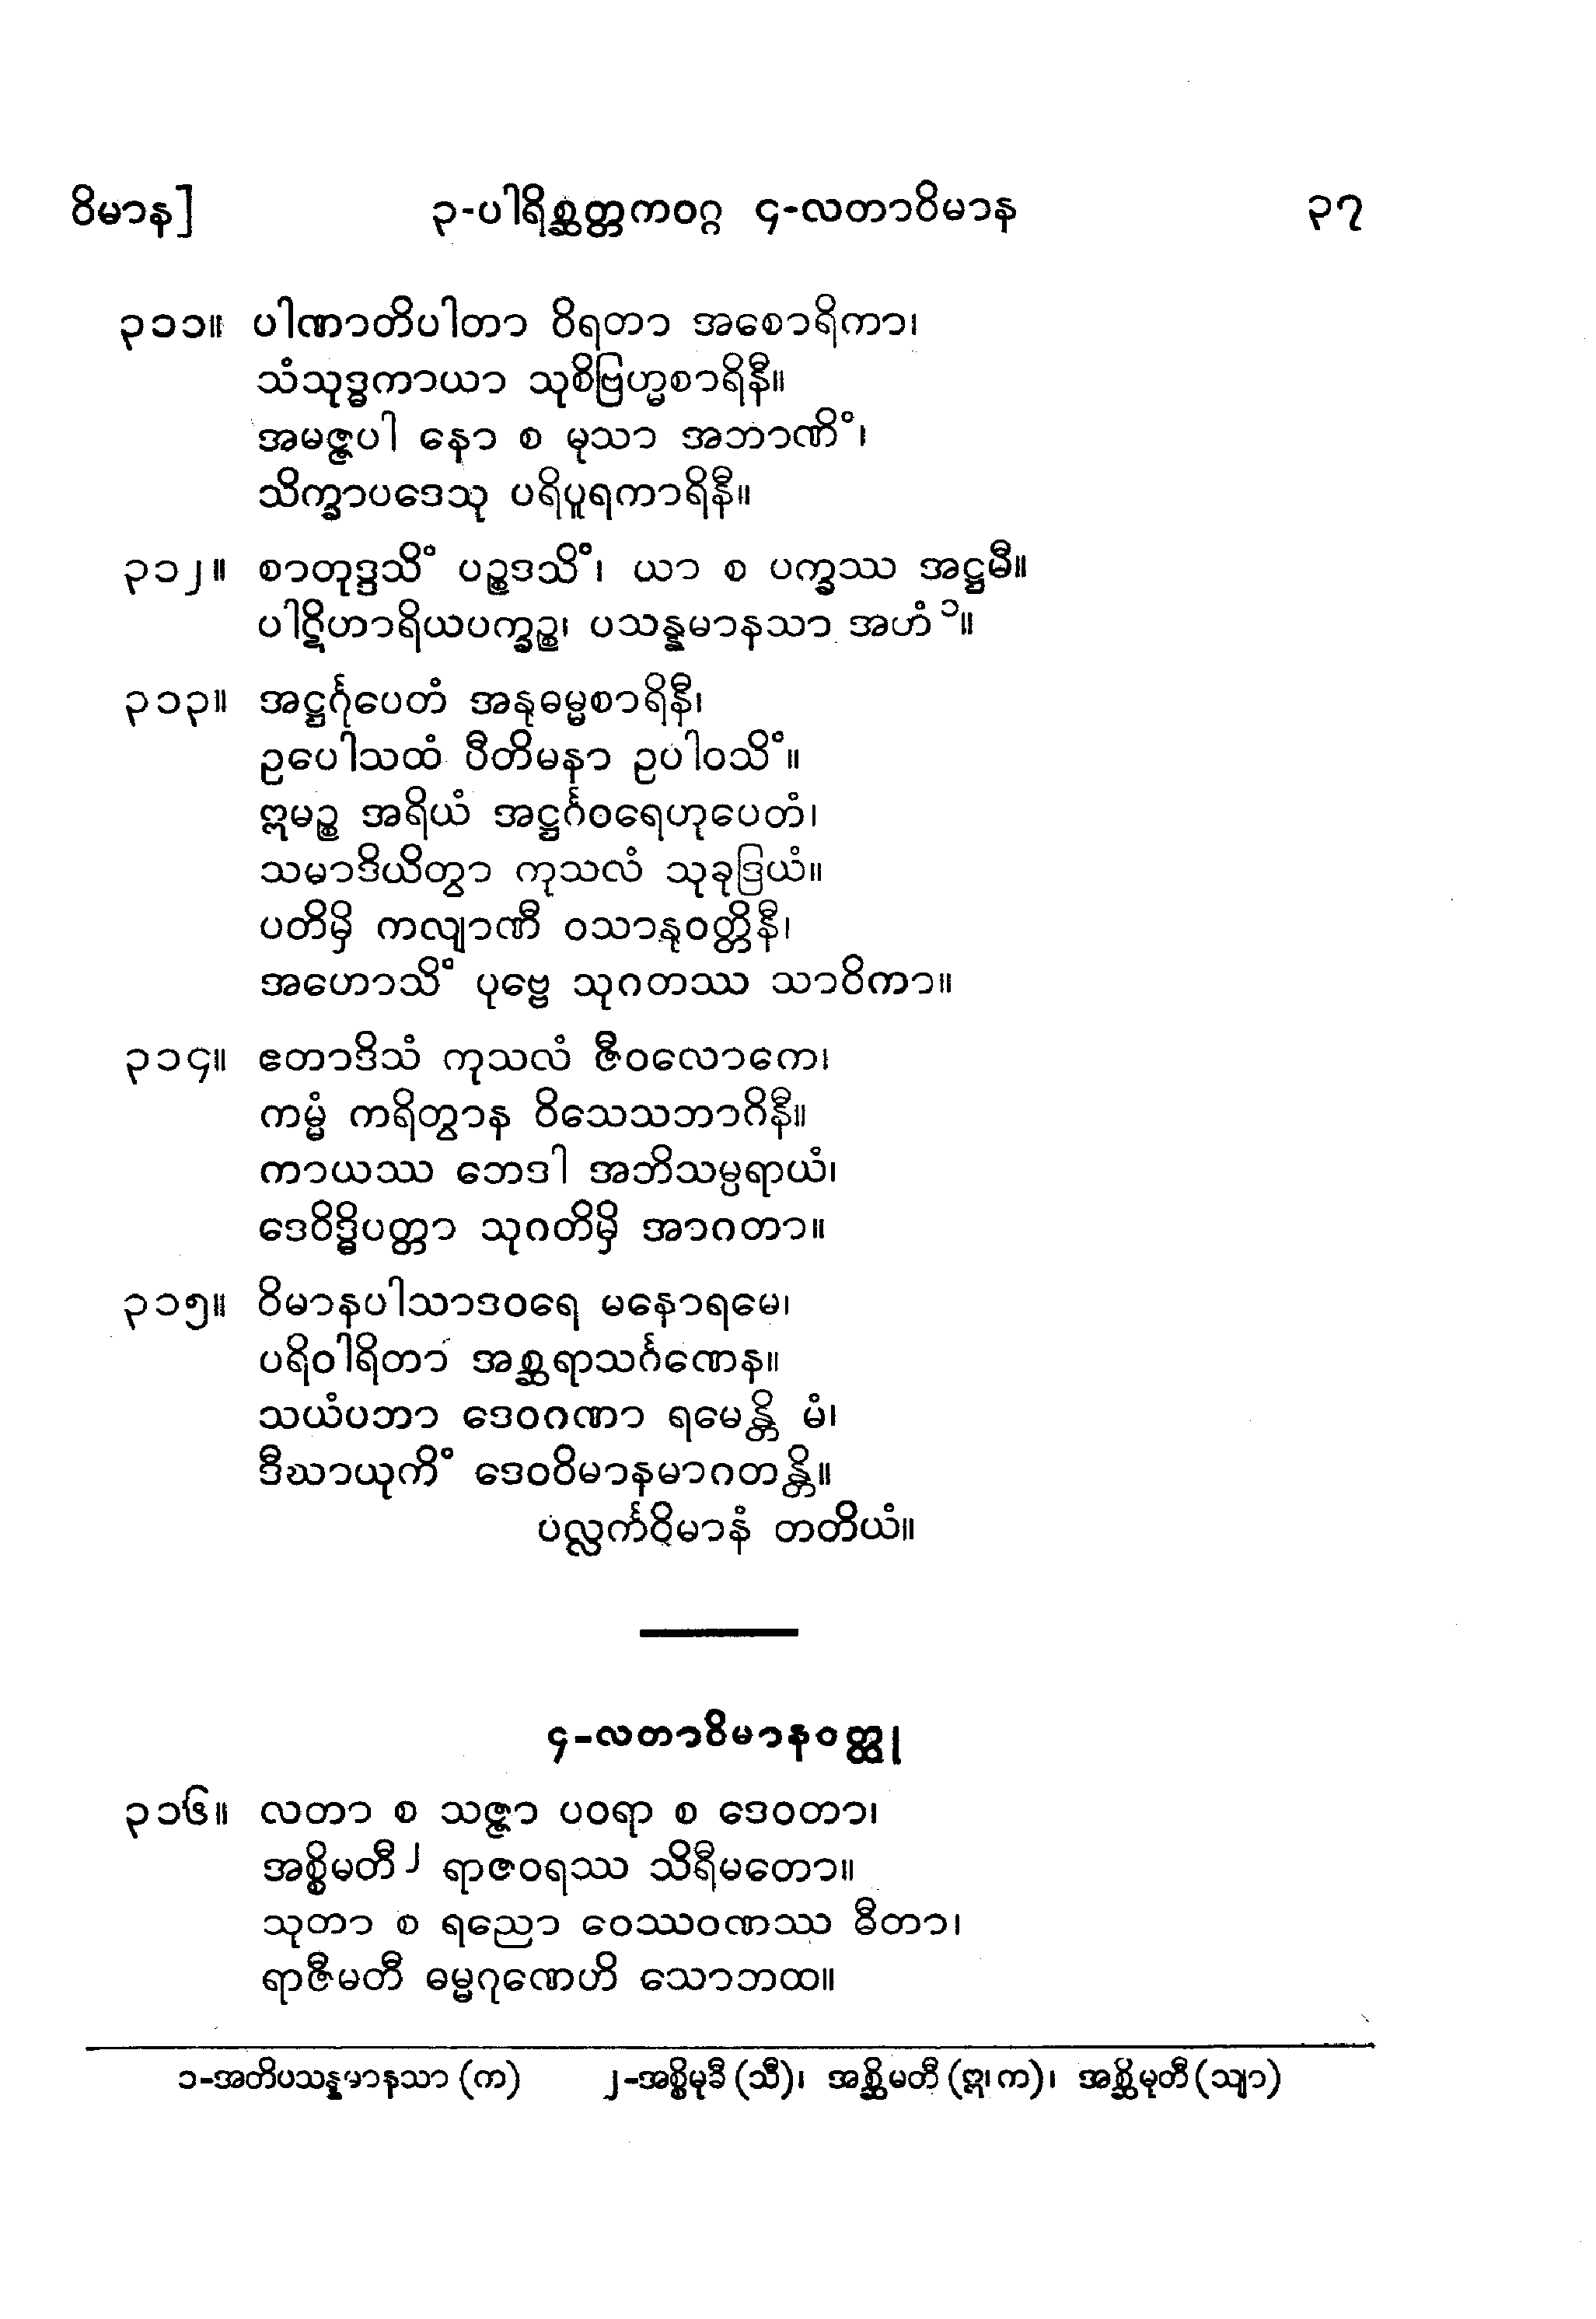 ဝိမာန]	၃-ပါရိစ္ဆတ္တကဝဂ္ဂ ၄-လတာဝိမာန	၃၇
၃၁၁။ ပါဏာတိပါတာ ဝိရတာ အစောရိကာ၊
သံသုဒ္ဓကာယာ သုစိဗြဟ္မစာရိနီ။
အမဇ္ဇပါ နော စ မုသာ အဘာဏိံ၊
သိက္ခာပဒေသု ပရိပူရကာရိနီ။
၃၁၂။ စာတုဒ္ဒသိံ ပဉ္စဒသိံ၊ ယာ စ ပက္ခဿ အဋ္ဌမီ။
ပါဋိဟာရိယပက္ခဉ္စ၊ ပသန္နမာနသာ အဟံ ၁။
၃၁၃။ အဋ္ဌင်္ဂုပေတံ အနုဓမ္မစာရိနီ၊
ဥပေါသထံ ပီတိမနာ ဥပါဝသိံ။
ဣမဉ္စ အရိယံ အဋ္ဌင်္ဂဝရေဟုပေတံ၊
သမာဒိယိတွာ ကုသလံ သုခုဒြယံ။
ပတိမှိ ကလျာဏီ ဝသာနုဝတ္တိနီ၊
အဟောသိံ ပုဗ္ဗေ သုဂတဿ သာဝိကာ။
၃၁၄။ ဧတာဒိသံ ကုသလံ ဇီဝလောကေ၊
ကမ္မံ ကရိတွာန ဝိသေသဘာဂိနီ။
ကာယဿ ဘေဒါ အဘိသမ္ပရာယံ၊
ဒေဝိဒ္ဓိပတ္တာ သုဂတိမှိ အာဂတာ။
၃၁၅။ ဝိမာနပါသာဒဝရေ မနောရမေ၊
ပရိဝါရိတာ အစ္ဆရာသင်္ဂဏေန။
သယံပဘာ ဒေဝဂဏာ ရမေန္တိ မံ၊
ဒီဃာယုကိံ ဒေဝဝိမာနမာဂတန္တိ။
ပလ္လင်္ကဝိမာနံ တတိယံ။
၄-လတာဝိမာနဝတ္ထု
၃၁၆။ လတာ စ သဇ္ဇာ ပဝရာ စ ဒေဝတာ၊
အစ္စိမတီ ၂ ရာဇဝရဿ သိရီမတော။
သုတာ စ ရညော ဝေဿဝဏဿ ဓီတာ၊
ရာဇီမတီ ဓမ္မဂုဏေဟိ သောဘထ။
၁-အတိပသန္နမာနသာ (က)	၂-အစ္စိမုခီ (သီ)၊ အစ္ဆိမတီ (ဣ၊ က)၊ အစ္ဆိမုတီ (သျာ)